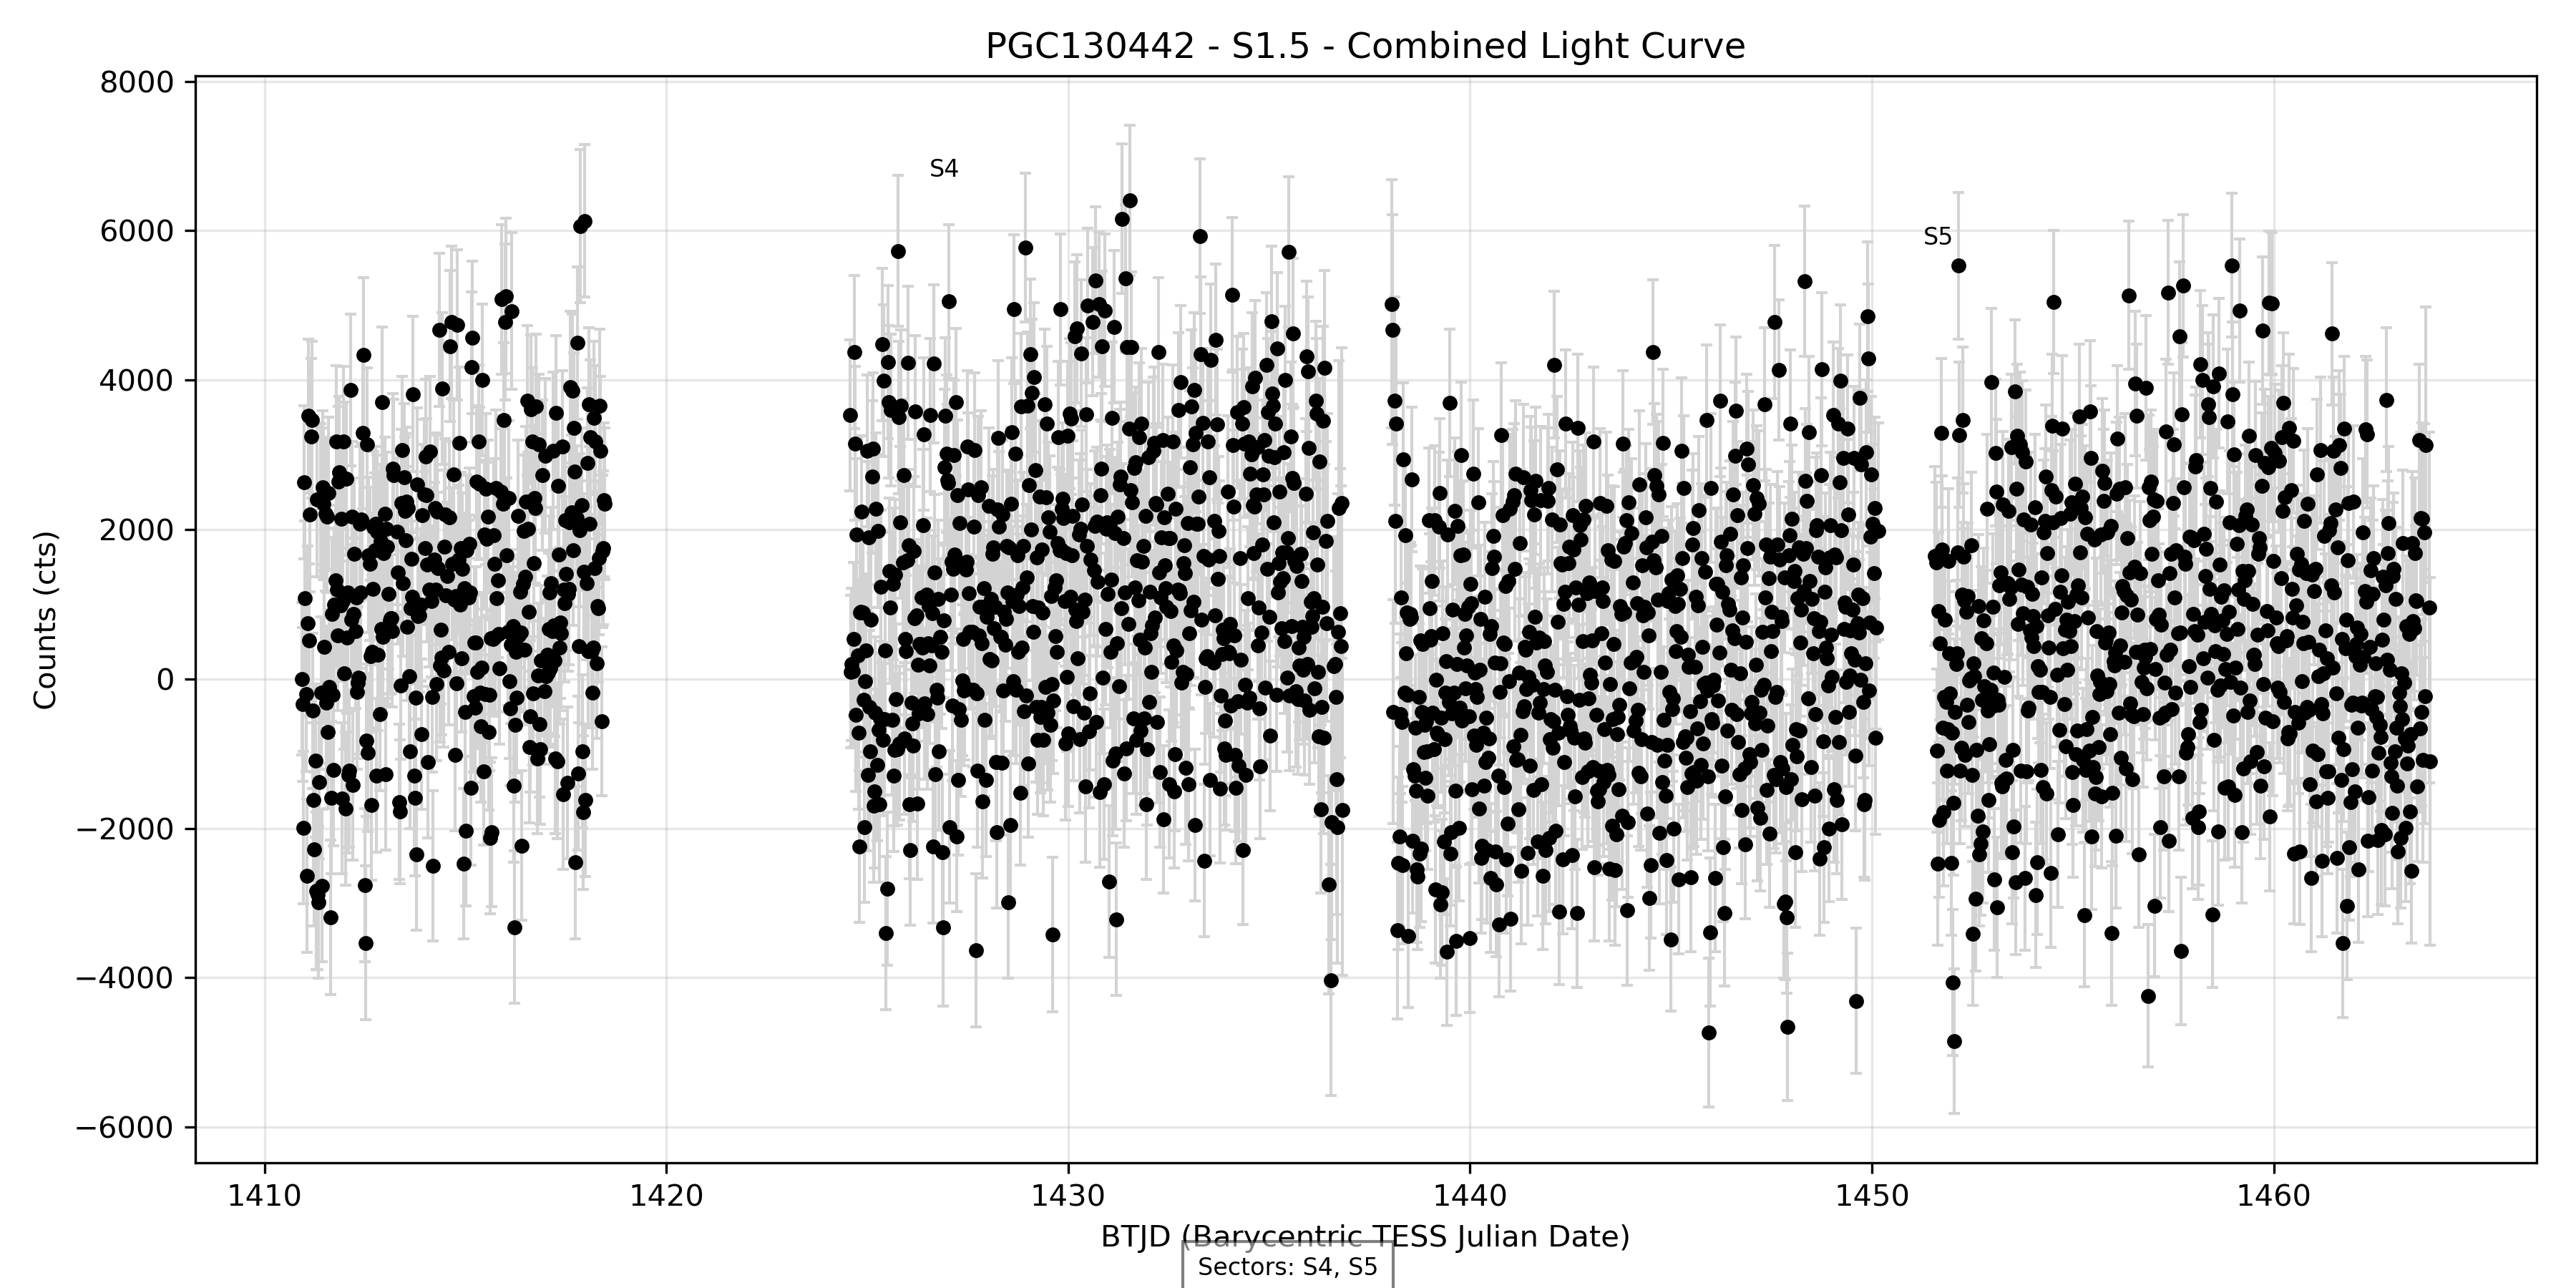 PGC130442 - S1.5 - Combined Light Curve
8000
6000
4000
2000
0
−2000
−4000
−6000
Counts (cts)
S4
S5
1410 1420 1430 1440 1450 1460
BTJD (Barycentric TESS Julian Date)
Sectors: S4, S5